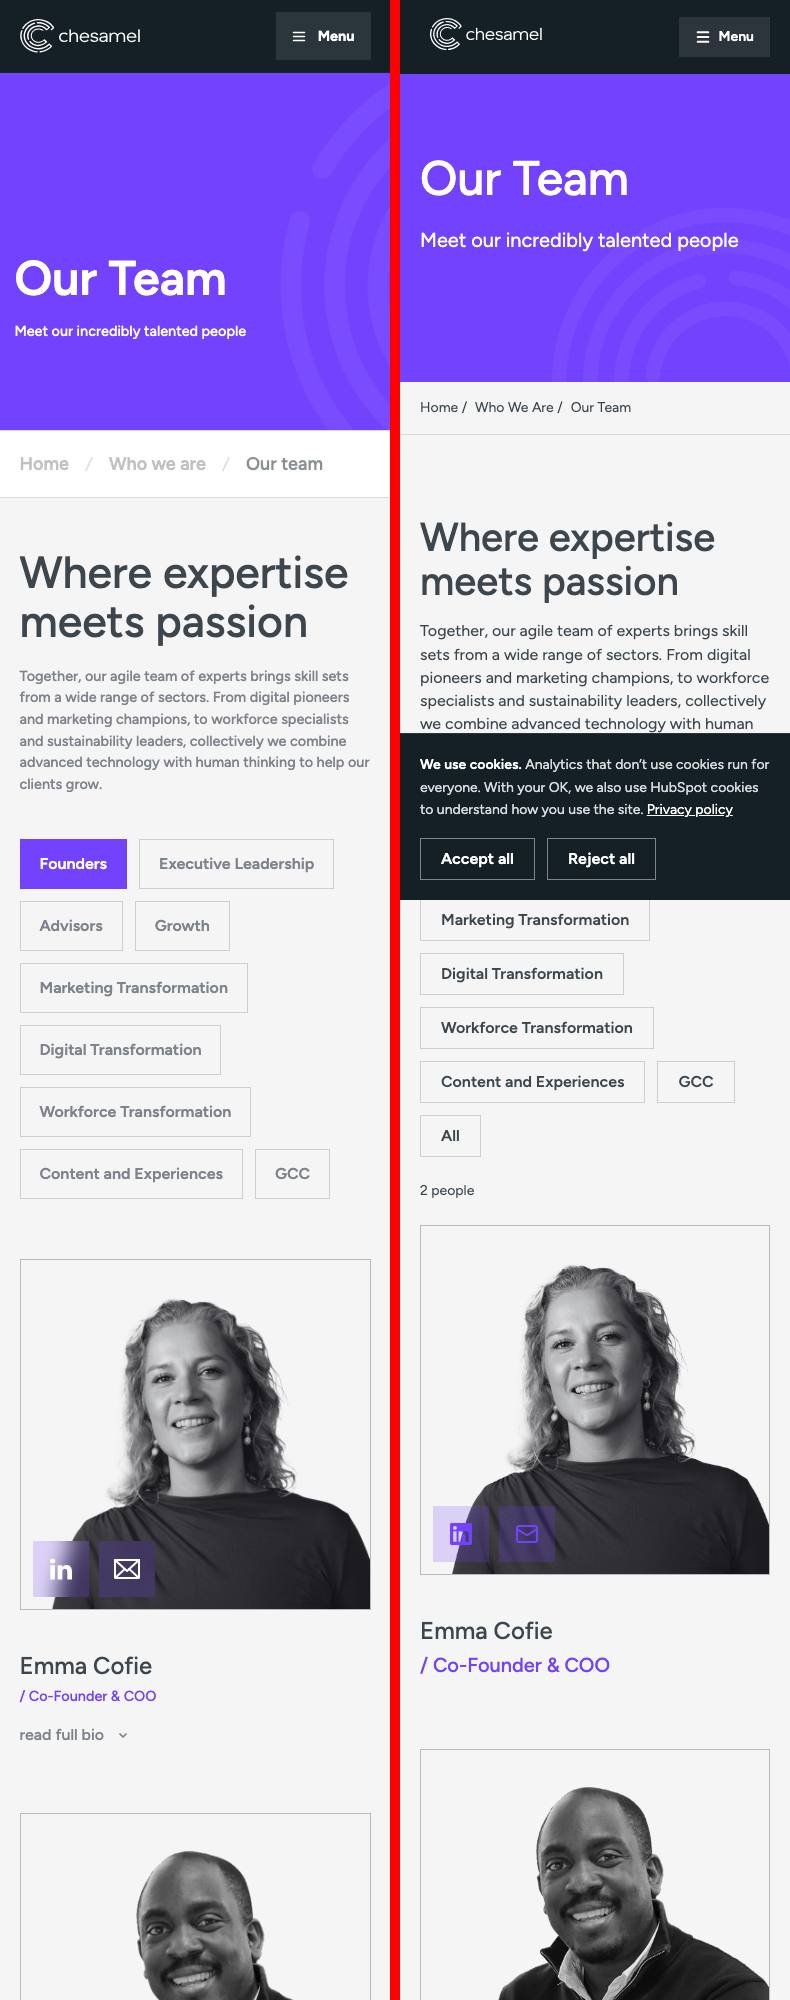 chesamel
Menu
Our Team
Meet our incredibly talented people
Home / Who we are / Our team
Where expertise
meets passion
Together, our agile team of experts brings skill sets
from a wide range of sectors. From digital pioneers
and marketing champions, to workforce specialists
and sustainability leaders, collectively we combine
advanced technology with human thinking to help our
clients grow.
Founders
Executive Leadership
Advisors
Growth
Marketing Transformation
Digital Transformation
Workforce Transformation
Content and Experiences
GCC
in
Emma Cofie
/ Co-Founder & COO
read full bio
chesamel
Menu
Our Team
Meet our incredibly talented people
Home / Who We Are / Our Team
Where expertise
meets passion
Together, our agile team of experts brings skill
sets from a wide range of sectors. From digital
pioneers and marketing champions, to workforce
specialists and sustainability leaders, collectively
we combine advanced technology with human
We use cookies. Analytics that don't use cookies run for
everyone. With your OK, we also use HubSpot cookies
to understand how you use the site. Privacy policy
Accept all
Reject all
Marketing Transformation
Digital Transformation
Workforce Transformation
Content and Experiences
GCC
All
2 people
in
Emma Cofie
/ Co-Founder & COO